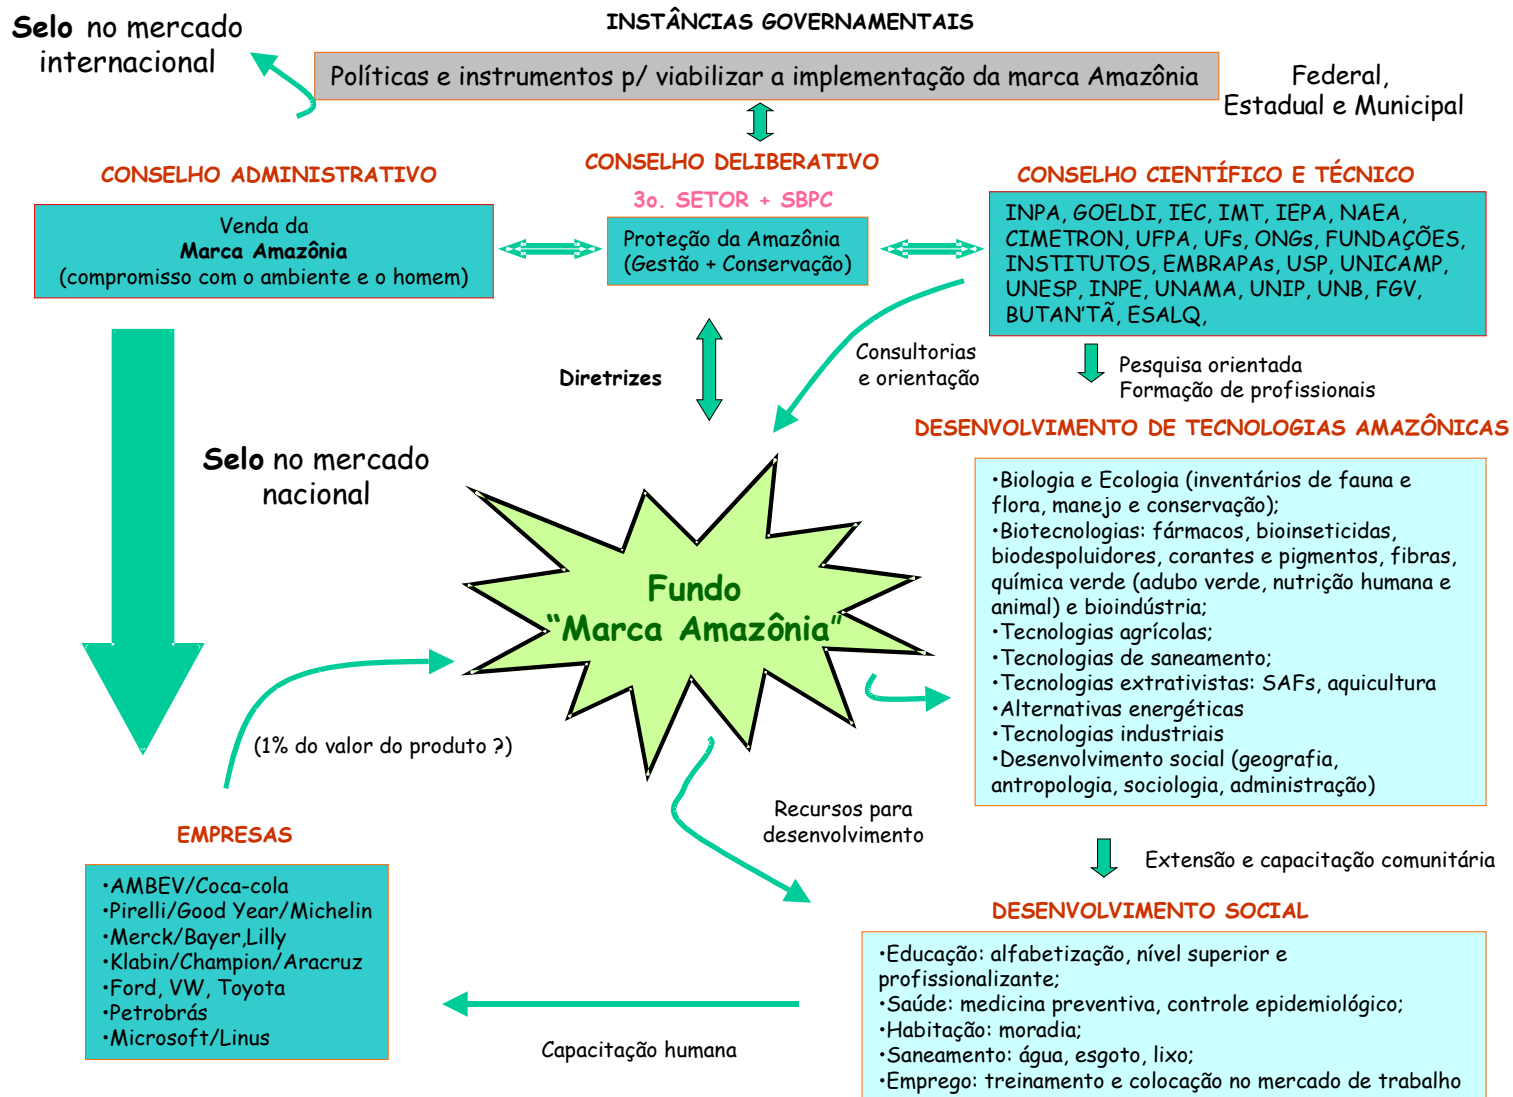 INSTÂNCIAS GOVERNAMENTAIS
Selo no mercado
internacional
Políticas e instrumentos p/ viabilizar a implementação da marca Amazônia
Federal,
Estadual e Municipal
CONSELHO ADMINISTRATIVO
Venda da
Marca Amazônia
(compromisso com o ambiente e o homem)
CONSELHO DELIBERATIVO
3o. SETOR + SBPC
Proteção da Amazônia
(Gestão + Conservação)
CONSELHO CIENTÍFICO E TÉCNICO
INPA, GOELDI, IEC, IMT, IEPA, NAEA,
CIMETRON, UFPA, UFs, ONGs, FUNDAÇÕES,
INSTITUTOS, EMBRAPAs, USP, UNICAMP,
UNESP, INPE, UNAMA, UNIP, UNB, FGV,
BUTAN'TÃ, ESALQ,
Diretrizes
Consultorias
e orientação
Pesquisa orientada
Formação de profissionais
Selo no mercado
nacional
DESENVOLVIMENTO DE TECNOLOGIAS AMAZÔNICAS
•Biologia e Ecologia (inventários de fauna e
flora, manejo e conservação);
•Biotecnologias: fármacos, bioinseticidas,
biodespoluidores, corantes e pigmentos, fibras,
química verde (adubo verde, nutrição humana e
animal) e bioindústria;
•Tecnologias agrícolas;
•Tecnologias de saneamento;
•Tecnologias extrativistas: SAFs, aquicultura
•Alternativas energéticas
•Tecnologias industriais
•Desenvolvimento social (geografia,
antropologia, sociologia, administração)
Fundo
“Marca Amazônia”
(1% do valor do produto ?)
Recursos para
desenvolvimento
Extensão e capacitação comunitária
EMPRESAS
•AMBEV/Coca-cola
•Pirelli/Good Year/Michelin
•Merck/Bayer,Lilly
•Klabin/Champion/Aracruz
•Ford, VW, Toyota
•Petrobrás
•Microsoft/Linus
Capacitação humana
DESENVOLVIMENTO SOCIAL
•Educação: alfabetização, nível superior e
profissionalizante;
•Saúde: medicina preventiva, controle epidemiológico;
•Habitação: moradia;
•Saneamento: água, esgoto, lixo;
•Emprego: treinamento e colocação no mercado de trabalho